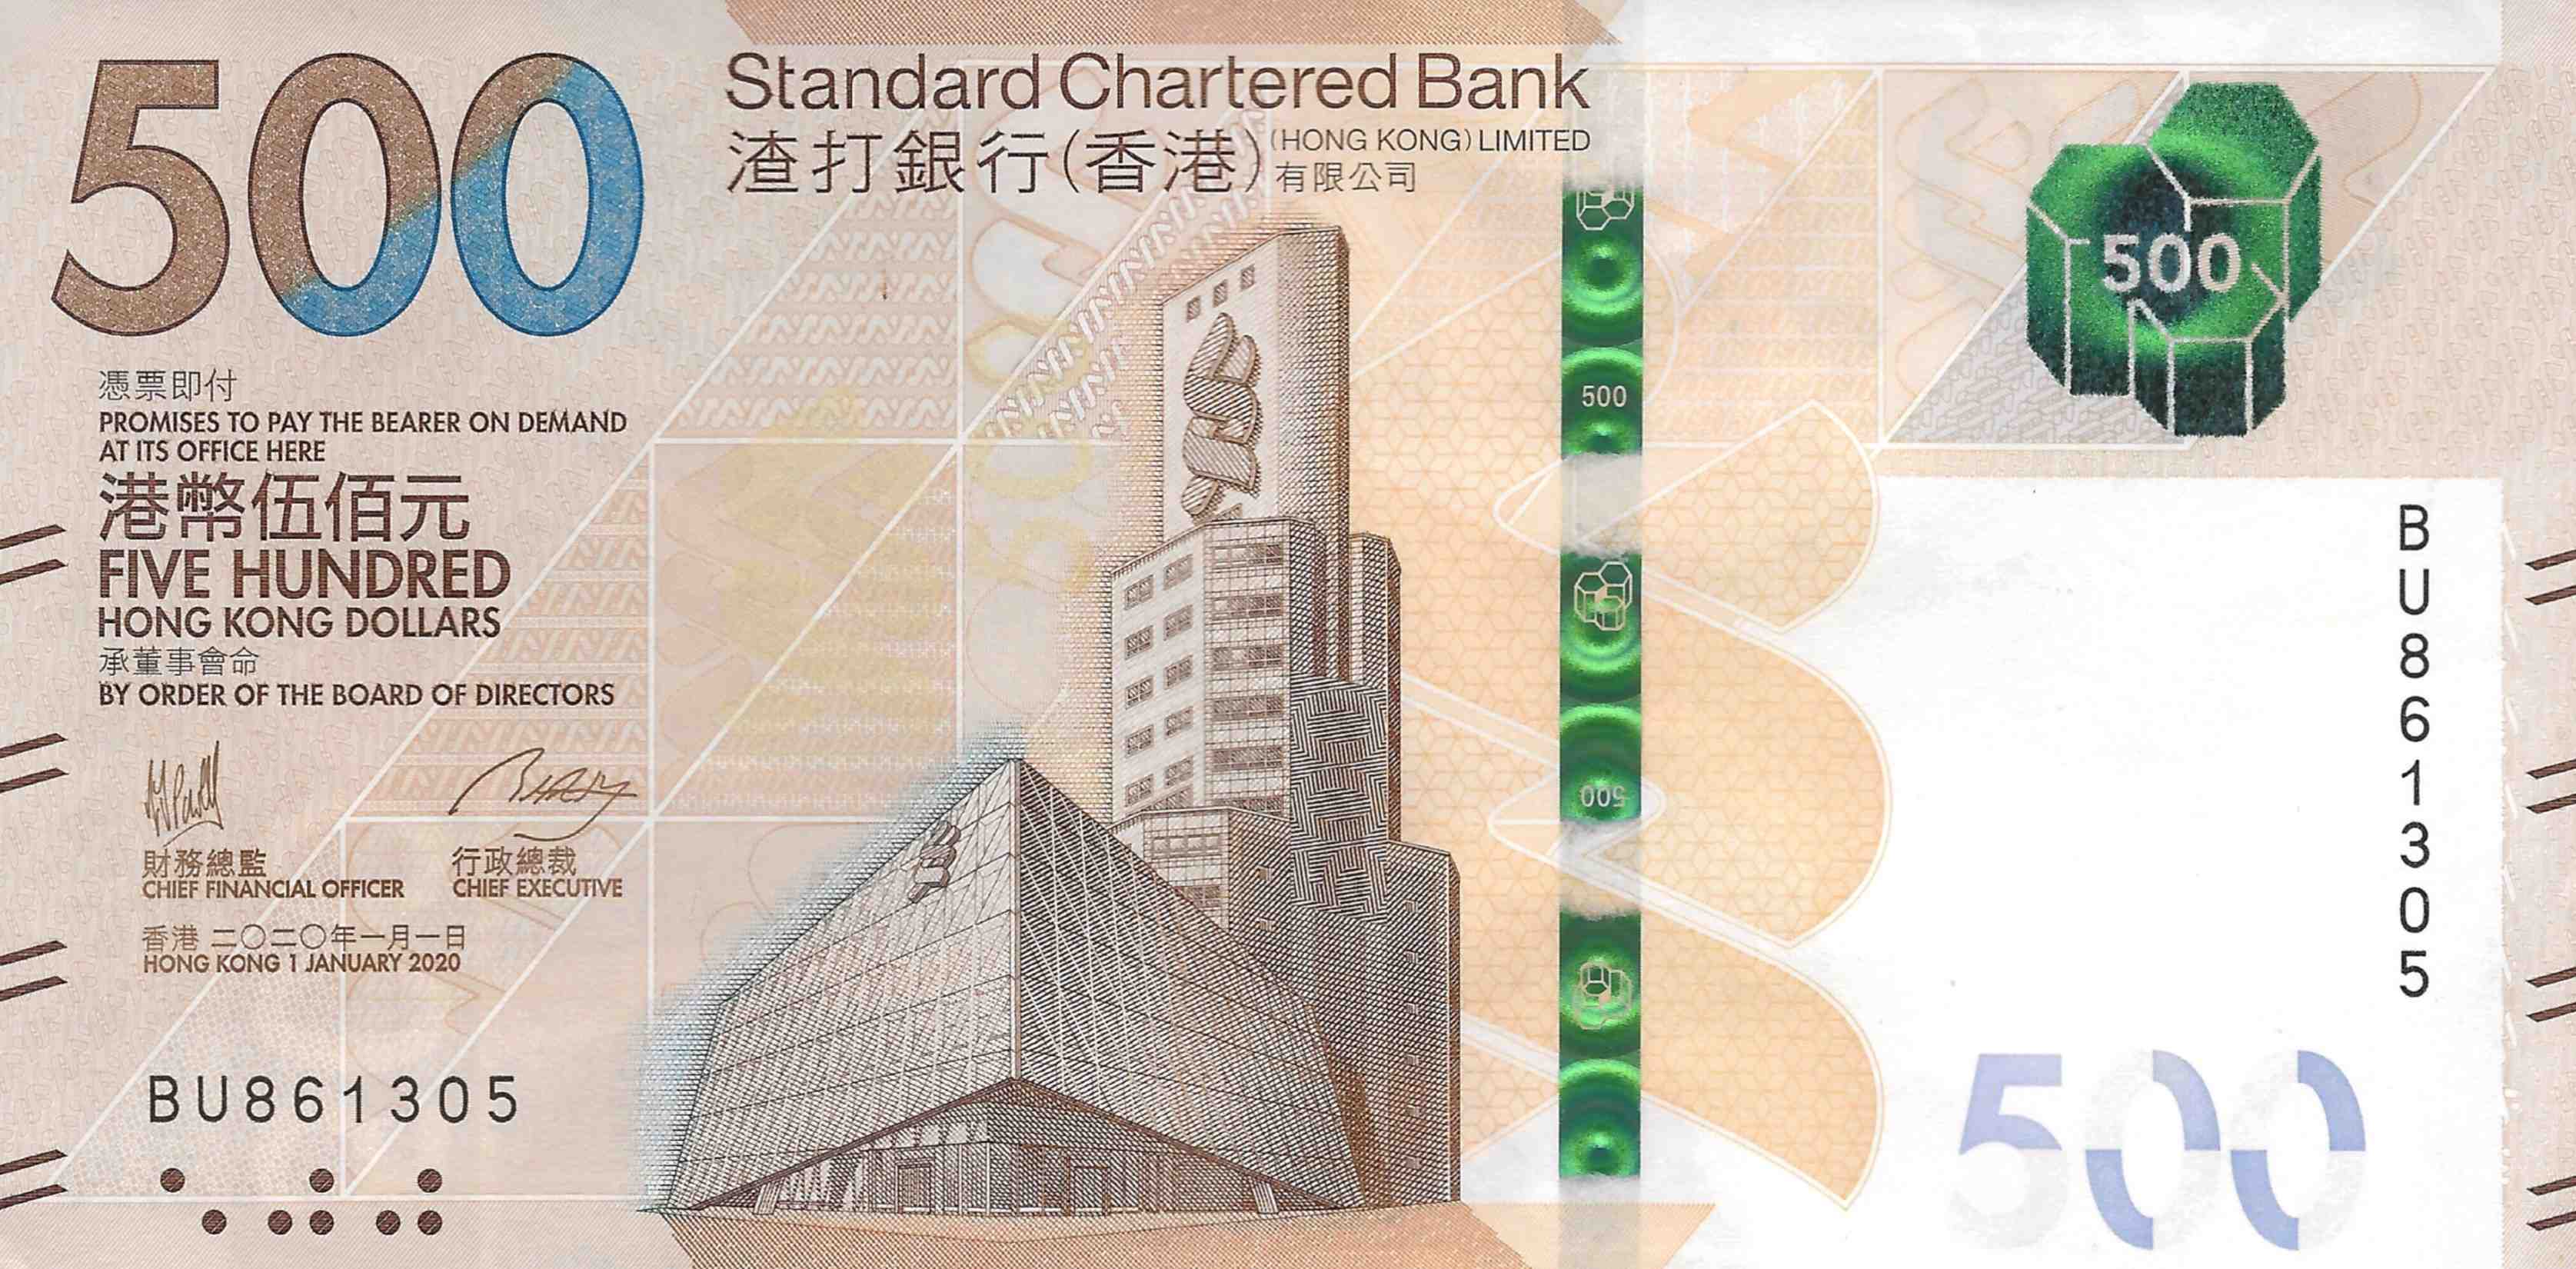 500
Standard Chartered Bank
渣打銀行(香港) (HONG KONG) LIMITED
有限公司
憑票即付
PROMISES TO PAY THE BEARER ON DEMAND
AT ITS OFFICE HERE
港幣伍佰元
FIVE HUNDRED
HONG KONG DOLLARS
承董事會命
BY ORDER OF THE BOARD OF DIRECTORS
財務總監
CHIEF FINANCIAL OFFICER
行政總裁
CHIEF EXECUTIVE
香港 二〇二〇年一月一日
HONG KONG 1 JANUARY 2020
BU861305
500
500
500
BU861305
500